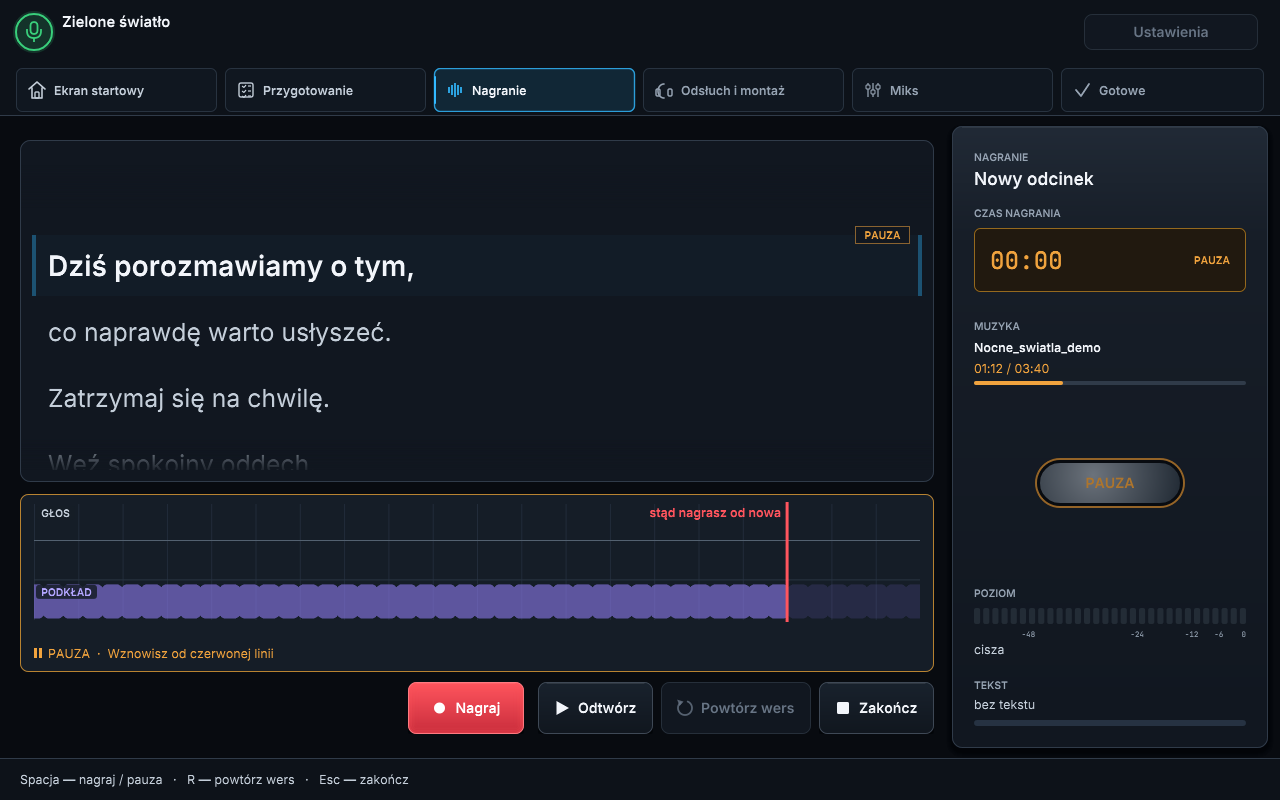 Zielone światło
Ustawienia
Ekran startowy
Przygotowanie
Nagranie
Odsłuch i montaż
Miks
Gotowe
PAUZA
Dziś porozmawiamy o tym,
co naprawdę warto usłyszeć.
Zatrzymaj się na chwilę.
Weź spokojny oddech
GŁOS
stąd nagrasz od nowa
PODKŁAD
PAUZA · Wznowisz od czerwonej linii
Nagraj
Odtwórz
Powtórz wers
Zakończ
NAGRANIE
Nowy odcinek
CZAS NAGRANIA
00:00 PAUZA
MUZYKA
Nocne_swiatla_demo
01:12 / 03:40
PAUZA
POZIOM
-48 -24 -12 -6 0
cisza
TEKST
bez tekstu
Spacja — nagraj / pauza · R — powtórz wers · Esc — zakończ